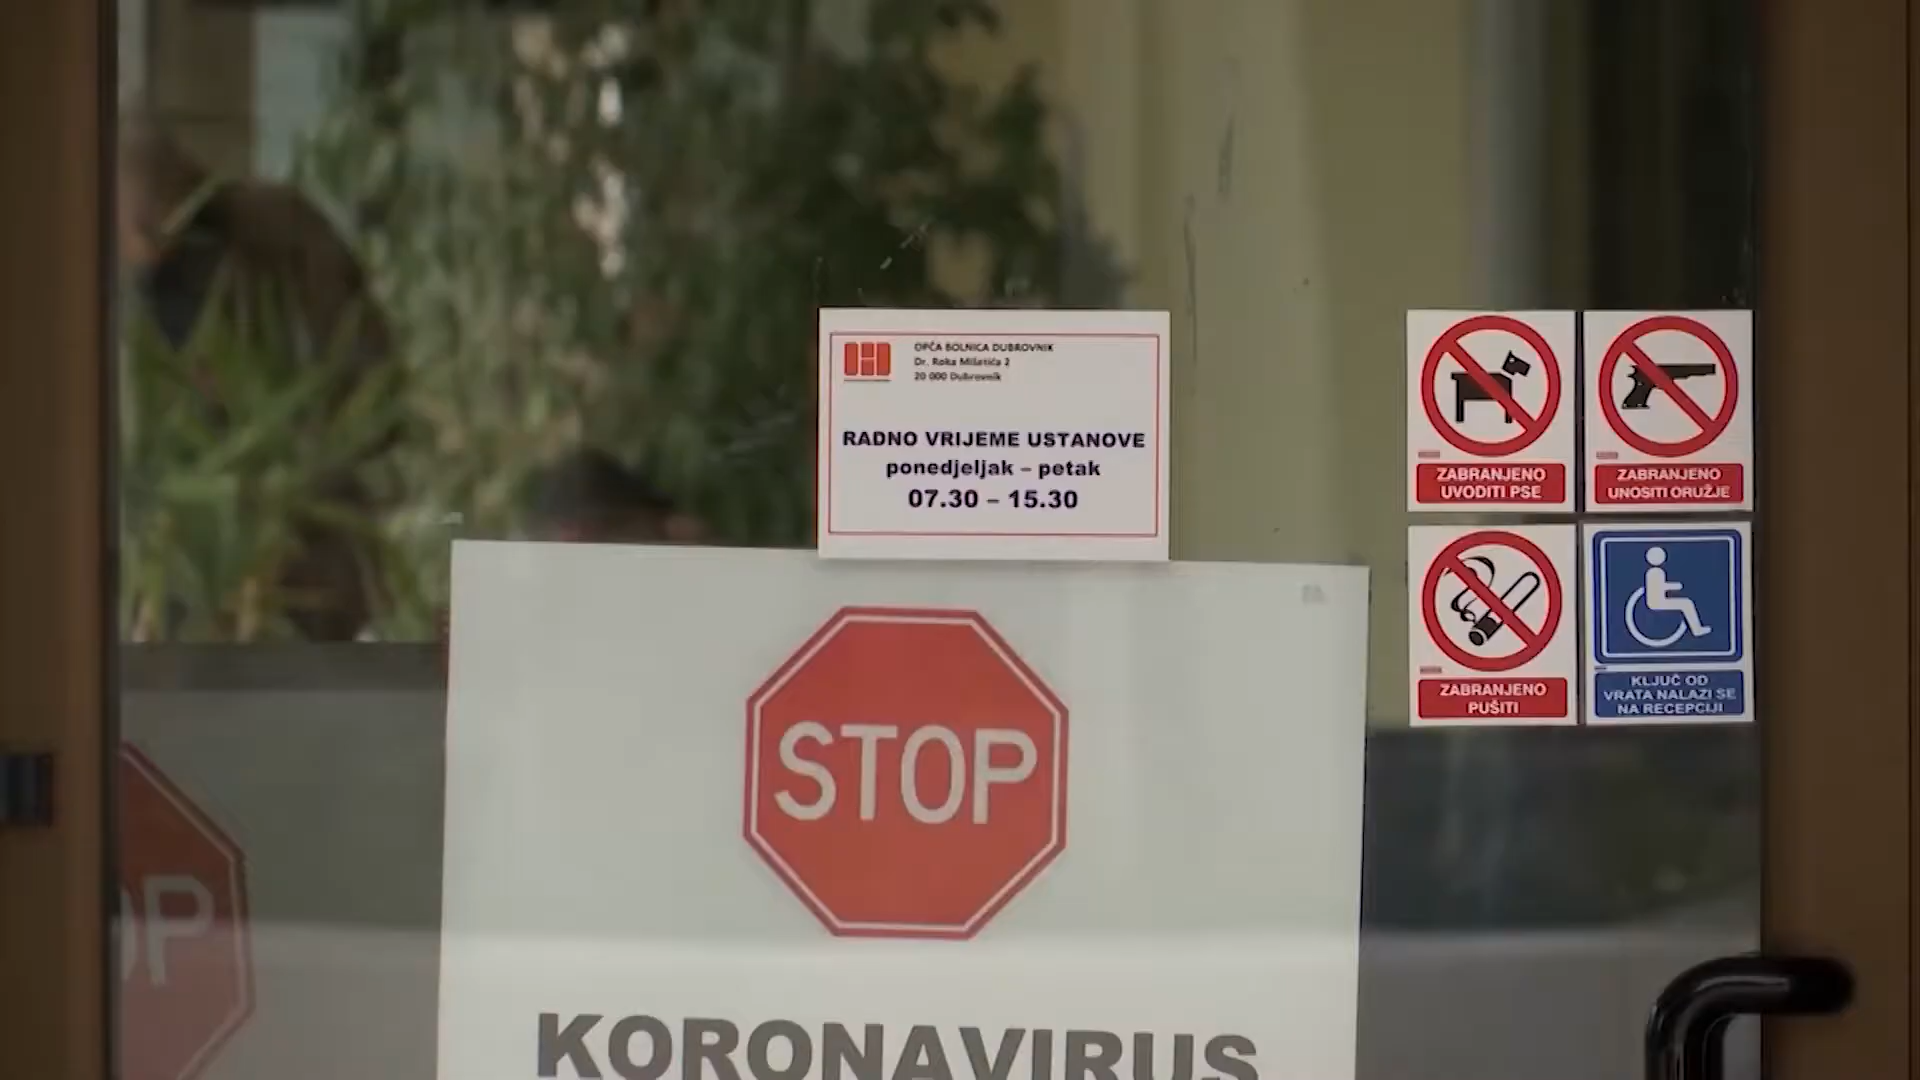 OPĆA BOLNICA DUBROVNIK
Dr. Roka Mišetića 2
20 000 Dubrovnik
RADNO VRIJEME USTANOVE
ponedjeljak – petak
07.30 – 15.30
ZABRANJENO
UVODITI PSE
ZABRANJENO
UNOSITI ORUŽJE
ZABRANJENO
PUŠITI
KLJUČ OD
VRATA NALAZI SE
NA RECEPCIJI
STOP
KORONAVIRUS
OP